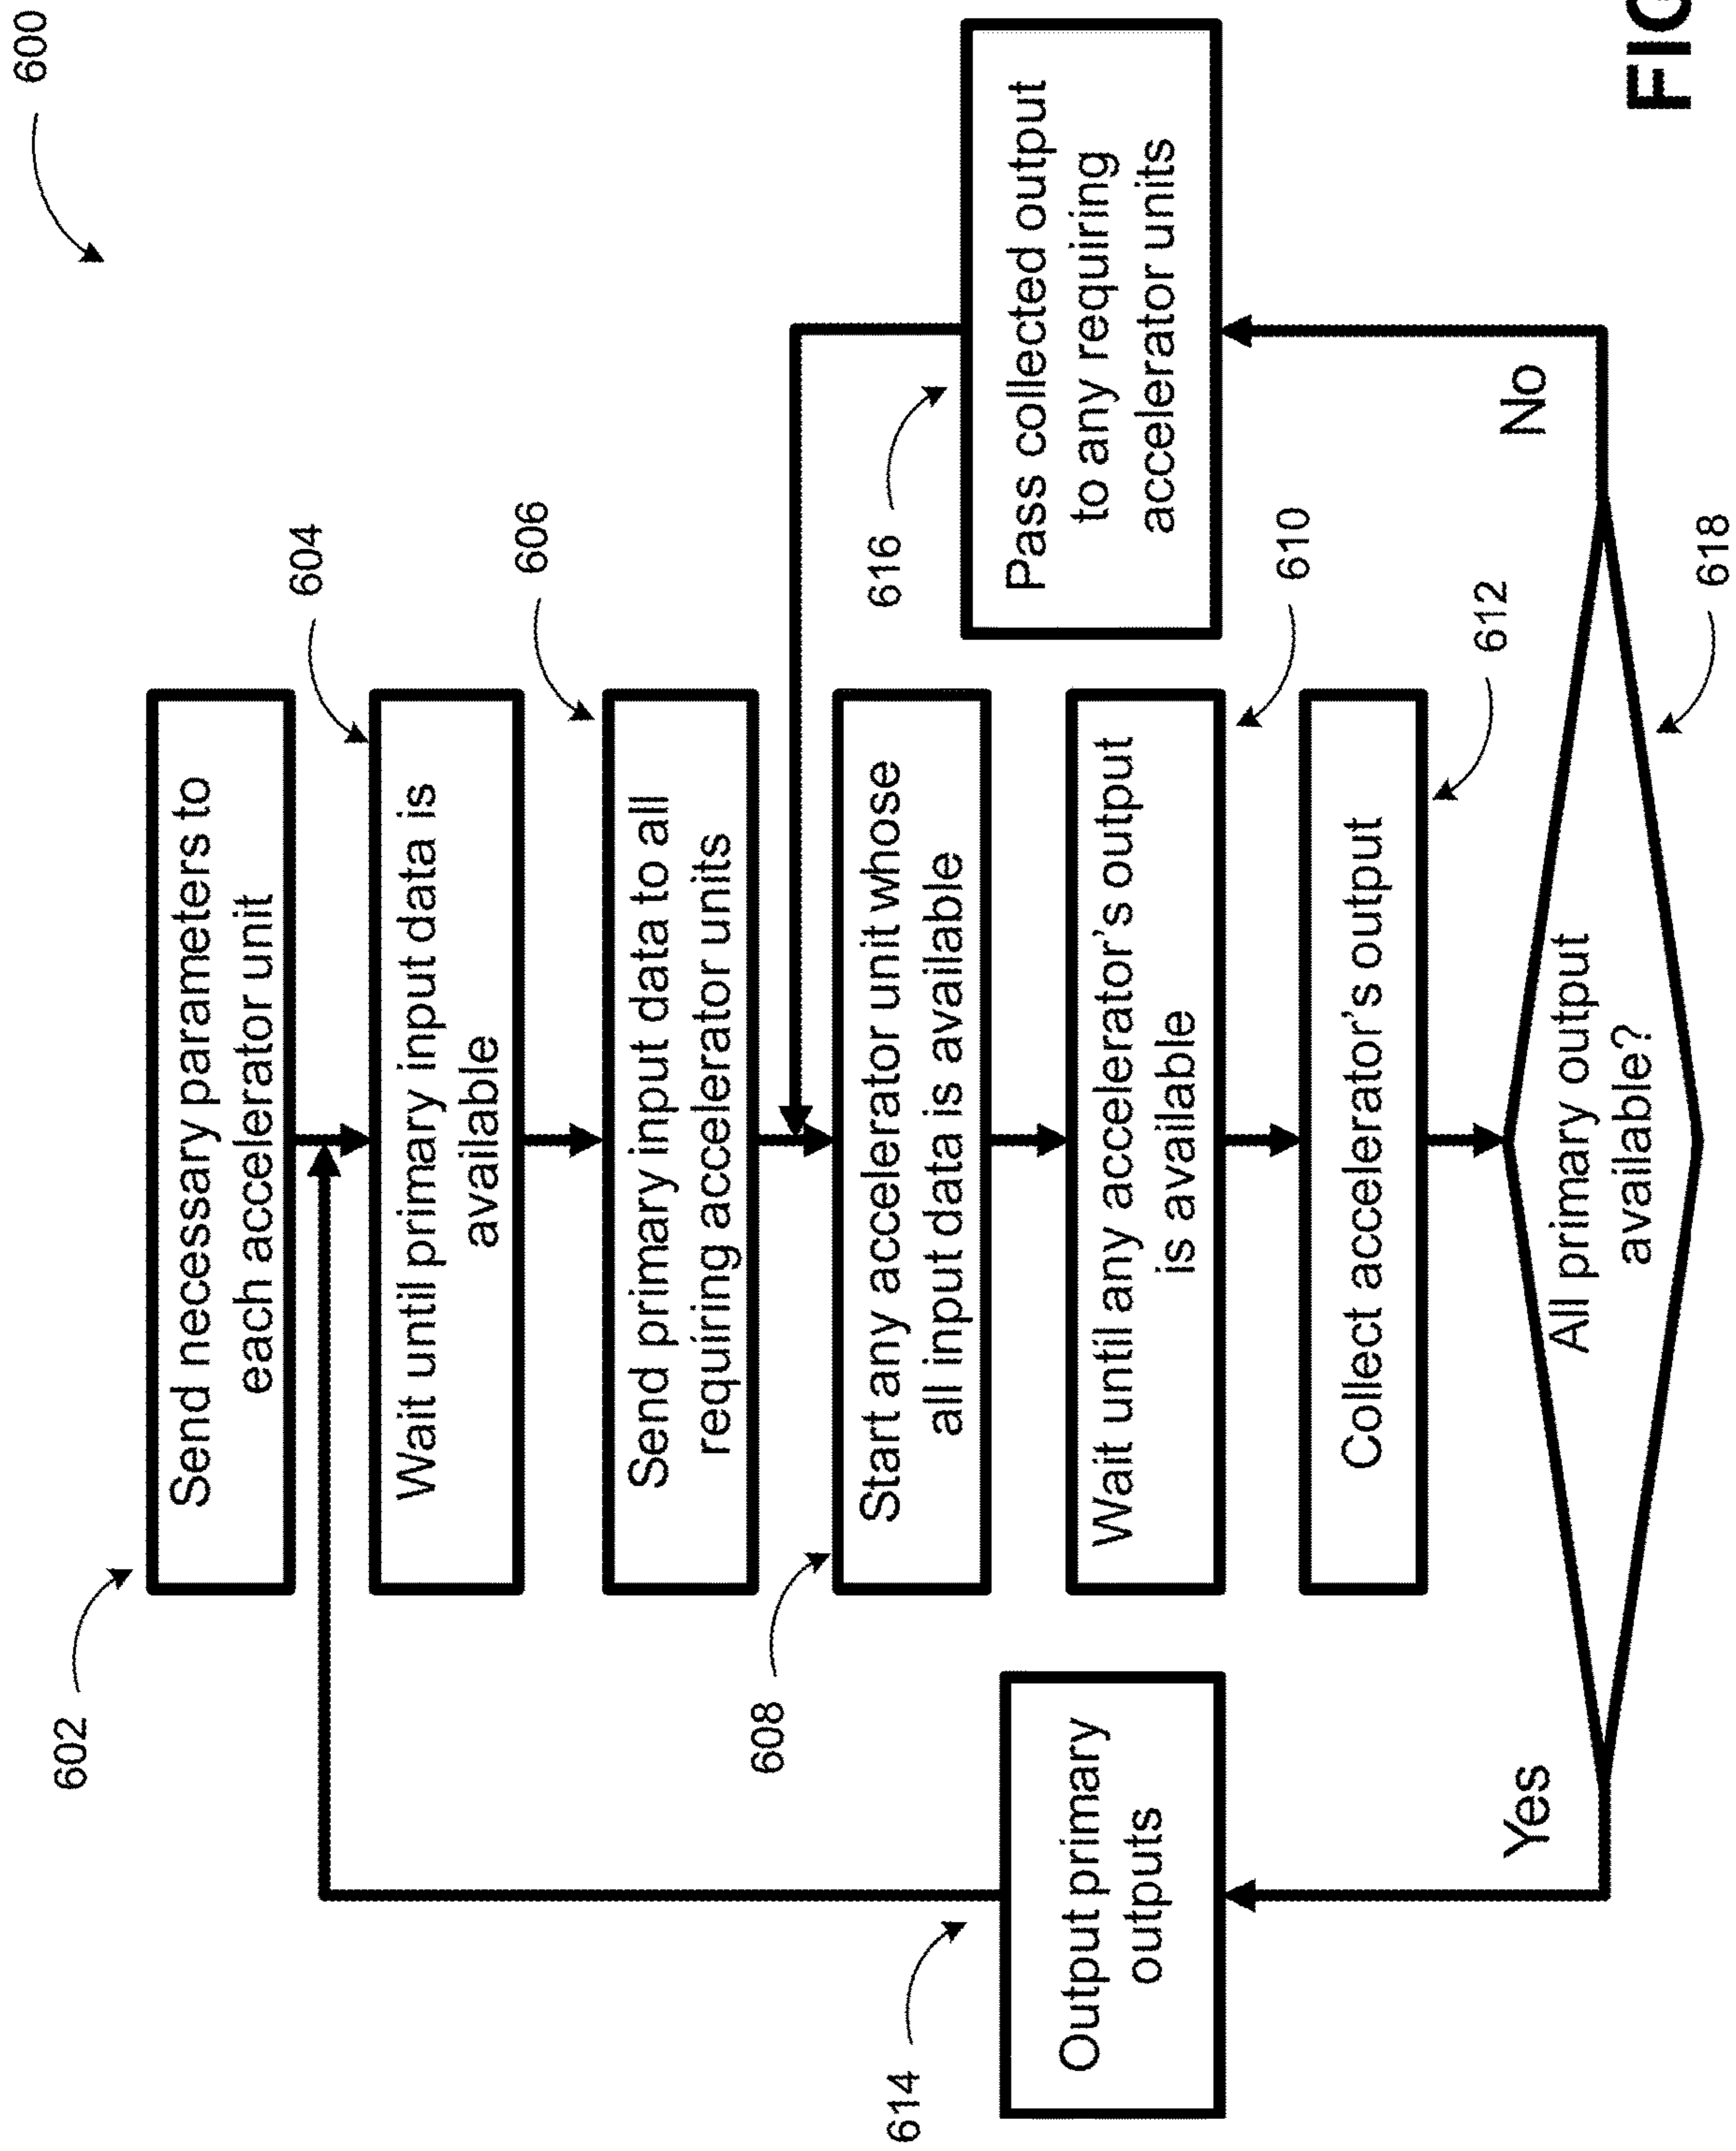 600
602
Send necessary parameters to
each accelerator unit
604
Wait until primary input data is
available
606
Send primary input data to all
requiring accelerator units
608
Start any accelerator unit whose
all input data is available
616
Pass collected output
to any requiring
accelerator units
610
Wait until any accelerator's output
is available
614
Output primary
outputs
612
Collect accelerator's output
Yes
No
All primary output
available?
618